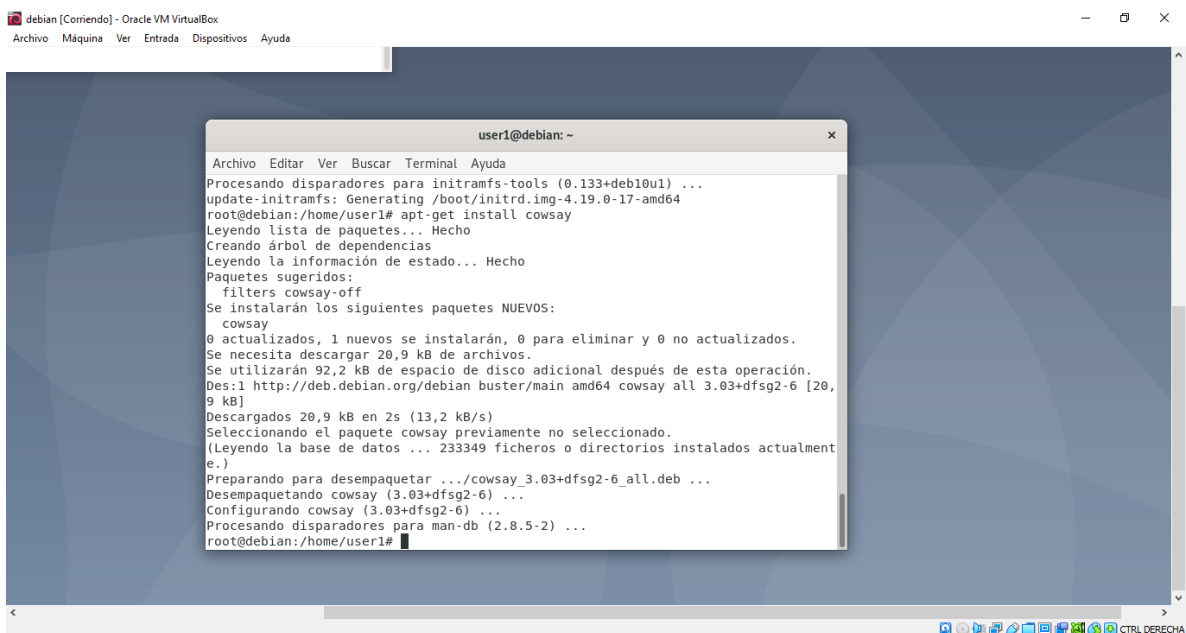 debian [Corriendo] - Oracle VM VirtualBox
Archivo Máquina Ver Entrada Dispositivos Ayuda
user1@debian: ~
Archivo Editar Ver Buscar Terminal Ayuda
Procesando disparadores para initramfs-tools (0.133+deb10u1) ...
update-initramfs: Generating /boot/initrd.img-4.19.0-17-amd64
root@debian:/home/user1# apt-get install cowsay
Leyendo lista de paquetes... Hecho
Creando árbol de dependencias
Leyendo la información de estado... Hecho
Paquetes sugeridos:
  filters cowsay-off
Se instalarán los siguientes paquetes NUEVOS:
  cowsay
0 actualizados, 1 nuevos se instalarán, 0 para eliminar y 0 no actualizados.
Se necesita descargar 20,9 kB de archivos.
Se utilizarán 92,2 kB de espacio de disco adicional después de esta operación.
Des:1 http://deb.debian.org/debian buster/main amd64 cowsay all 3.03+dfsg2-6 [20,
9 kB]
Descargados 20,9 kB en 2s (13,2 kB/s)
Seleccionando el paquete cowsay previamente no seleccionado.
(Leyendo la base de datos ... 233349 ficheros o directorios instalados actualment
e.)
Preparando para desempaquetar .../cowsay_3.03+dfsg2-6_all.deb ...
Desempaquetando cowsay (3.03+dfsg2-6) ...
Configurando cowsay (3.03+dfsg2-6) ...
Procesando disparadores para man-db (2.8.5-2) ...
root@debian:/home/user1#
CTRL DERECHA